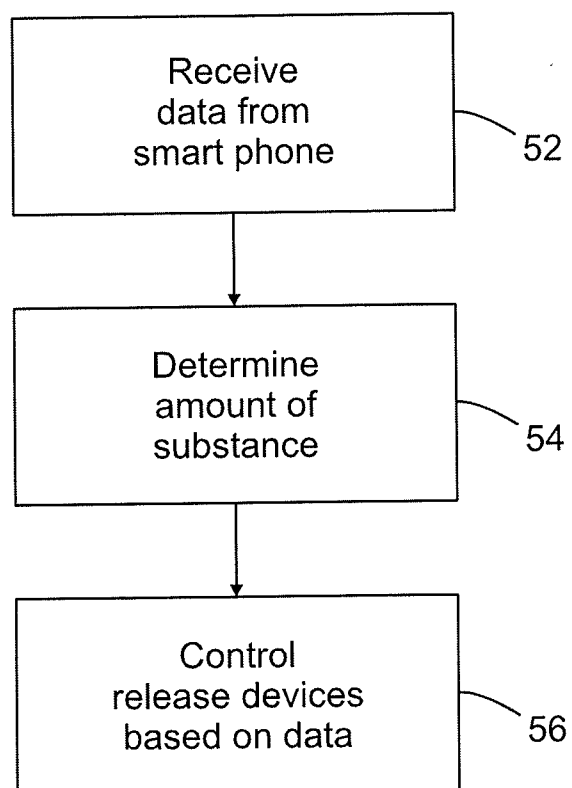 Receive
data from
smart phone
52
Determine
amount of
substance
54
Control
release devices
based on data
56